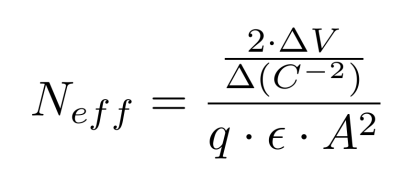 N_{eff} = \frac{\frac{2 \cdot \Delta V}{\Delta(C^{-2})}}{q \cdot \epsilon \cdot A^2}